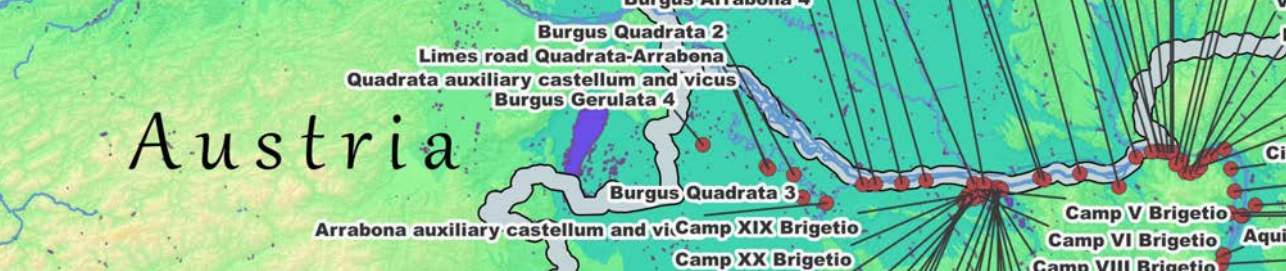 Burgus Arrabona 4
Burgus Quadrata 2
Limes road Quadrata-Arrabona
Quadrata auxiliary castellum and vicus
Burgus Gerulata 4
Austria
Burgus Quadrata 3
Arrabona auxiliary castellum and vi
Camp XIX Brigetio
Camp XX Brigetio
Camp V Brigetio
Camp VI Brigetio
Camp VIII Brigetio
Ci
Aqui